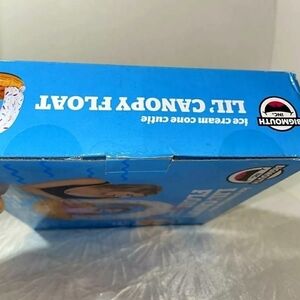 BIGMOUTH
INC.
ice cream cone cutie
LIL' CANOPY FLOAT